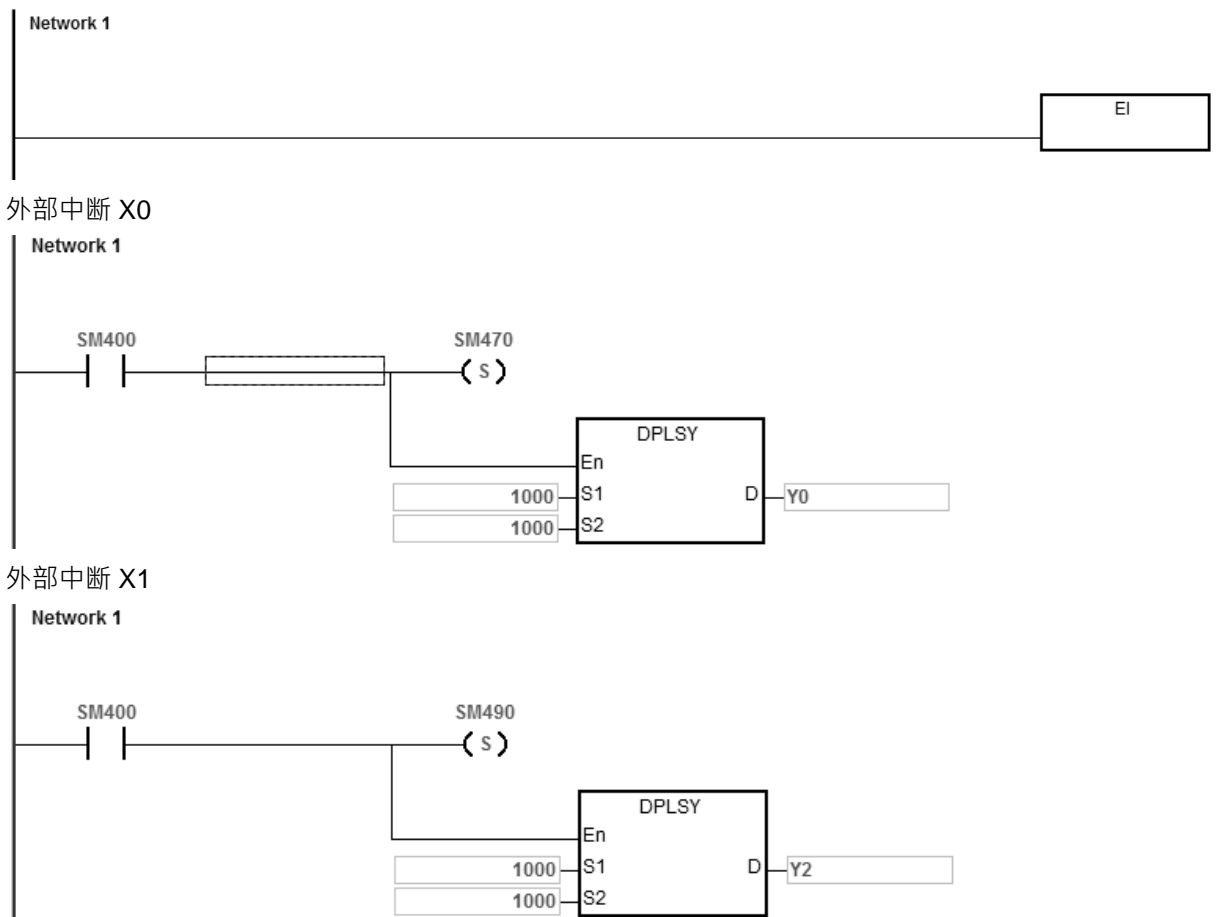 Network 1
EI
外部中断 X0
Network 1
SM400 SM470
( S )
DPLSY
En
1000 S1 D Y0
1000 S2
外部中断 X1
Network 1
SM400 SM490
( S )
DPLSY
En
1000 S1 D Y2
1000 S2